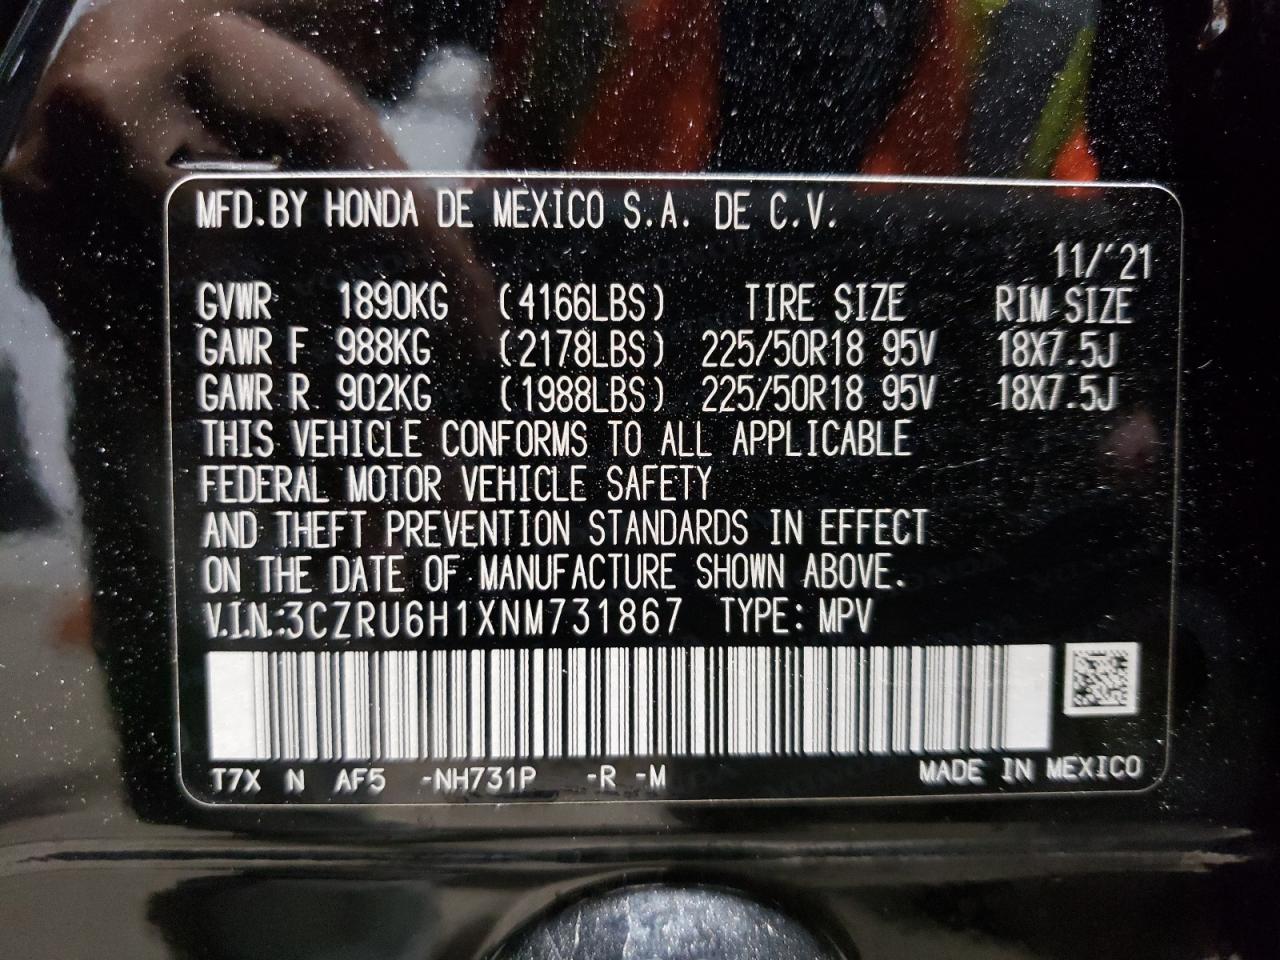 MFD.BY HONDA DE MEXICO S.A. DE C.V.
11/'21
GVWR 1890KG (4166LBS) TIRE SIZE RIM SIZE
GAWR F 988KG (2178LBS) 225/50R18 95V 18X7.5J
GAWR R 902KG (1988LBS) 225/50R18 95V 18X7.5J
THIS VEHICLE CONFORMS TO ALL APPLICABLE
FEDERAL MOTOR VEHICLE SAFETY
AND THEFT PREVENTION STANDARDS IN EFFECT
ON THE DATE OF MANUFACTURE SHOWN ABOVE.
V.I.N.:3CZRU6H1XNM731867 TYPE: MPV
T7X N AF5 -NH731P -R -M MADE IN MEXICO